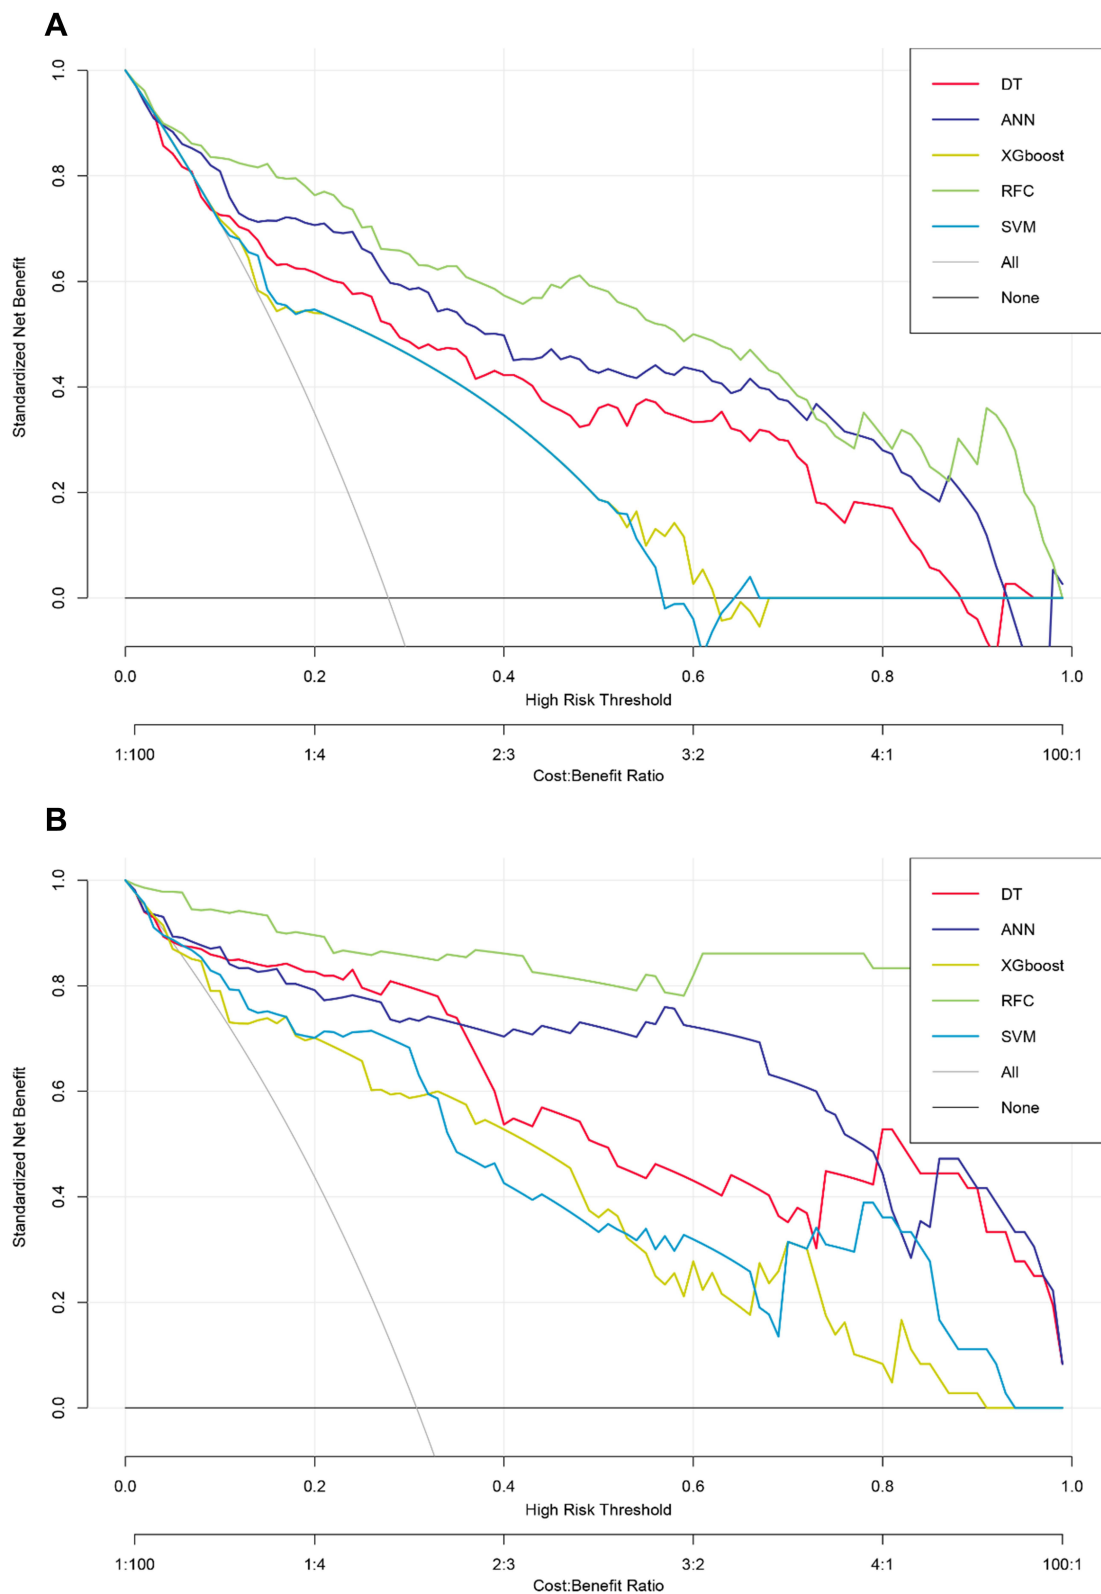 A
Standardized Net Benefit
1.0
0.8
0.6
0.4
0.2
0.0
DT
ANN
XGboost
RFC
SVM
All
None
0.0 0.2 0.4 0.6 0.8 1.0
High Risk Threshold
1:100 1:4 2:3 3:2 4:1 100:1
Cost:Benefit Ratio
B
Standardized Net Benefit
1.0
0.8
0.6
0.4
0.2
0.0
DT
ANN
XGboost
RFC
SVM
All
None
0.0 0.2 0.4 0.6 0.8 1.0
High Risk Threshold
1:100 1:4 2:3 3:2 4:1 100:1
Cost:Benefit Ratio